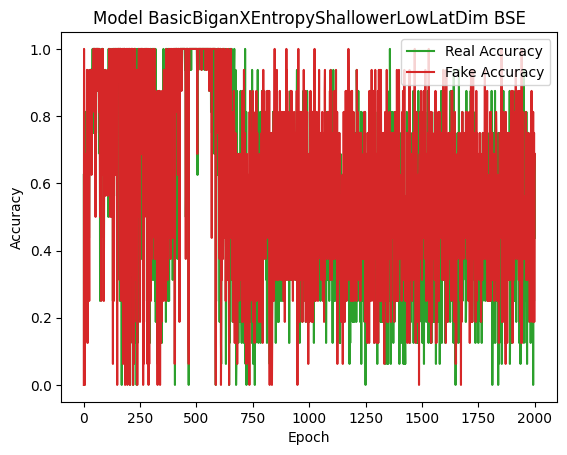 Model BasicBiganXEntropyShallowerLowLatDim BSE
Real Accuracy
Fake Accuracy
Accuracy
1.0
0.8
0.6
0.4
0.2
0.0
0 250 500 750 1000 1250 1500 1750 2000
Epoch